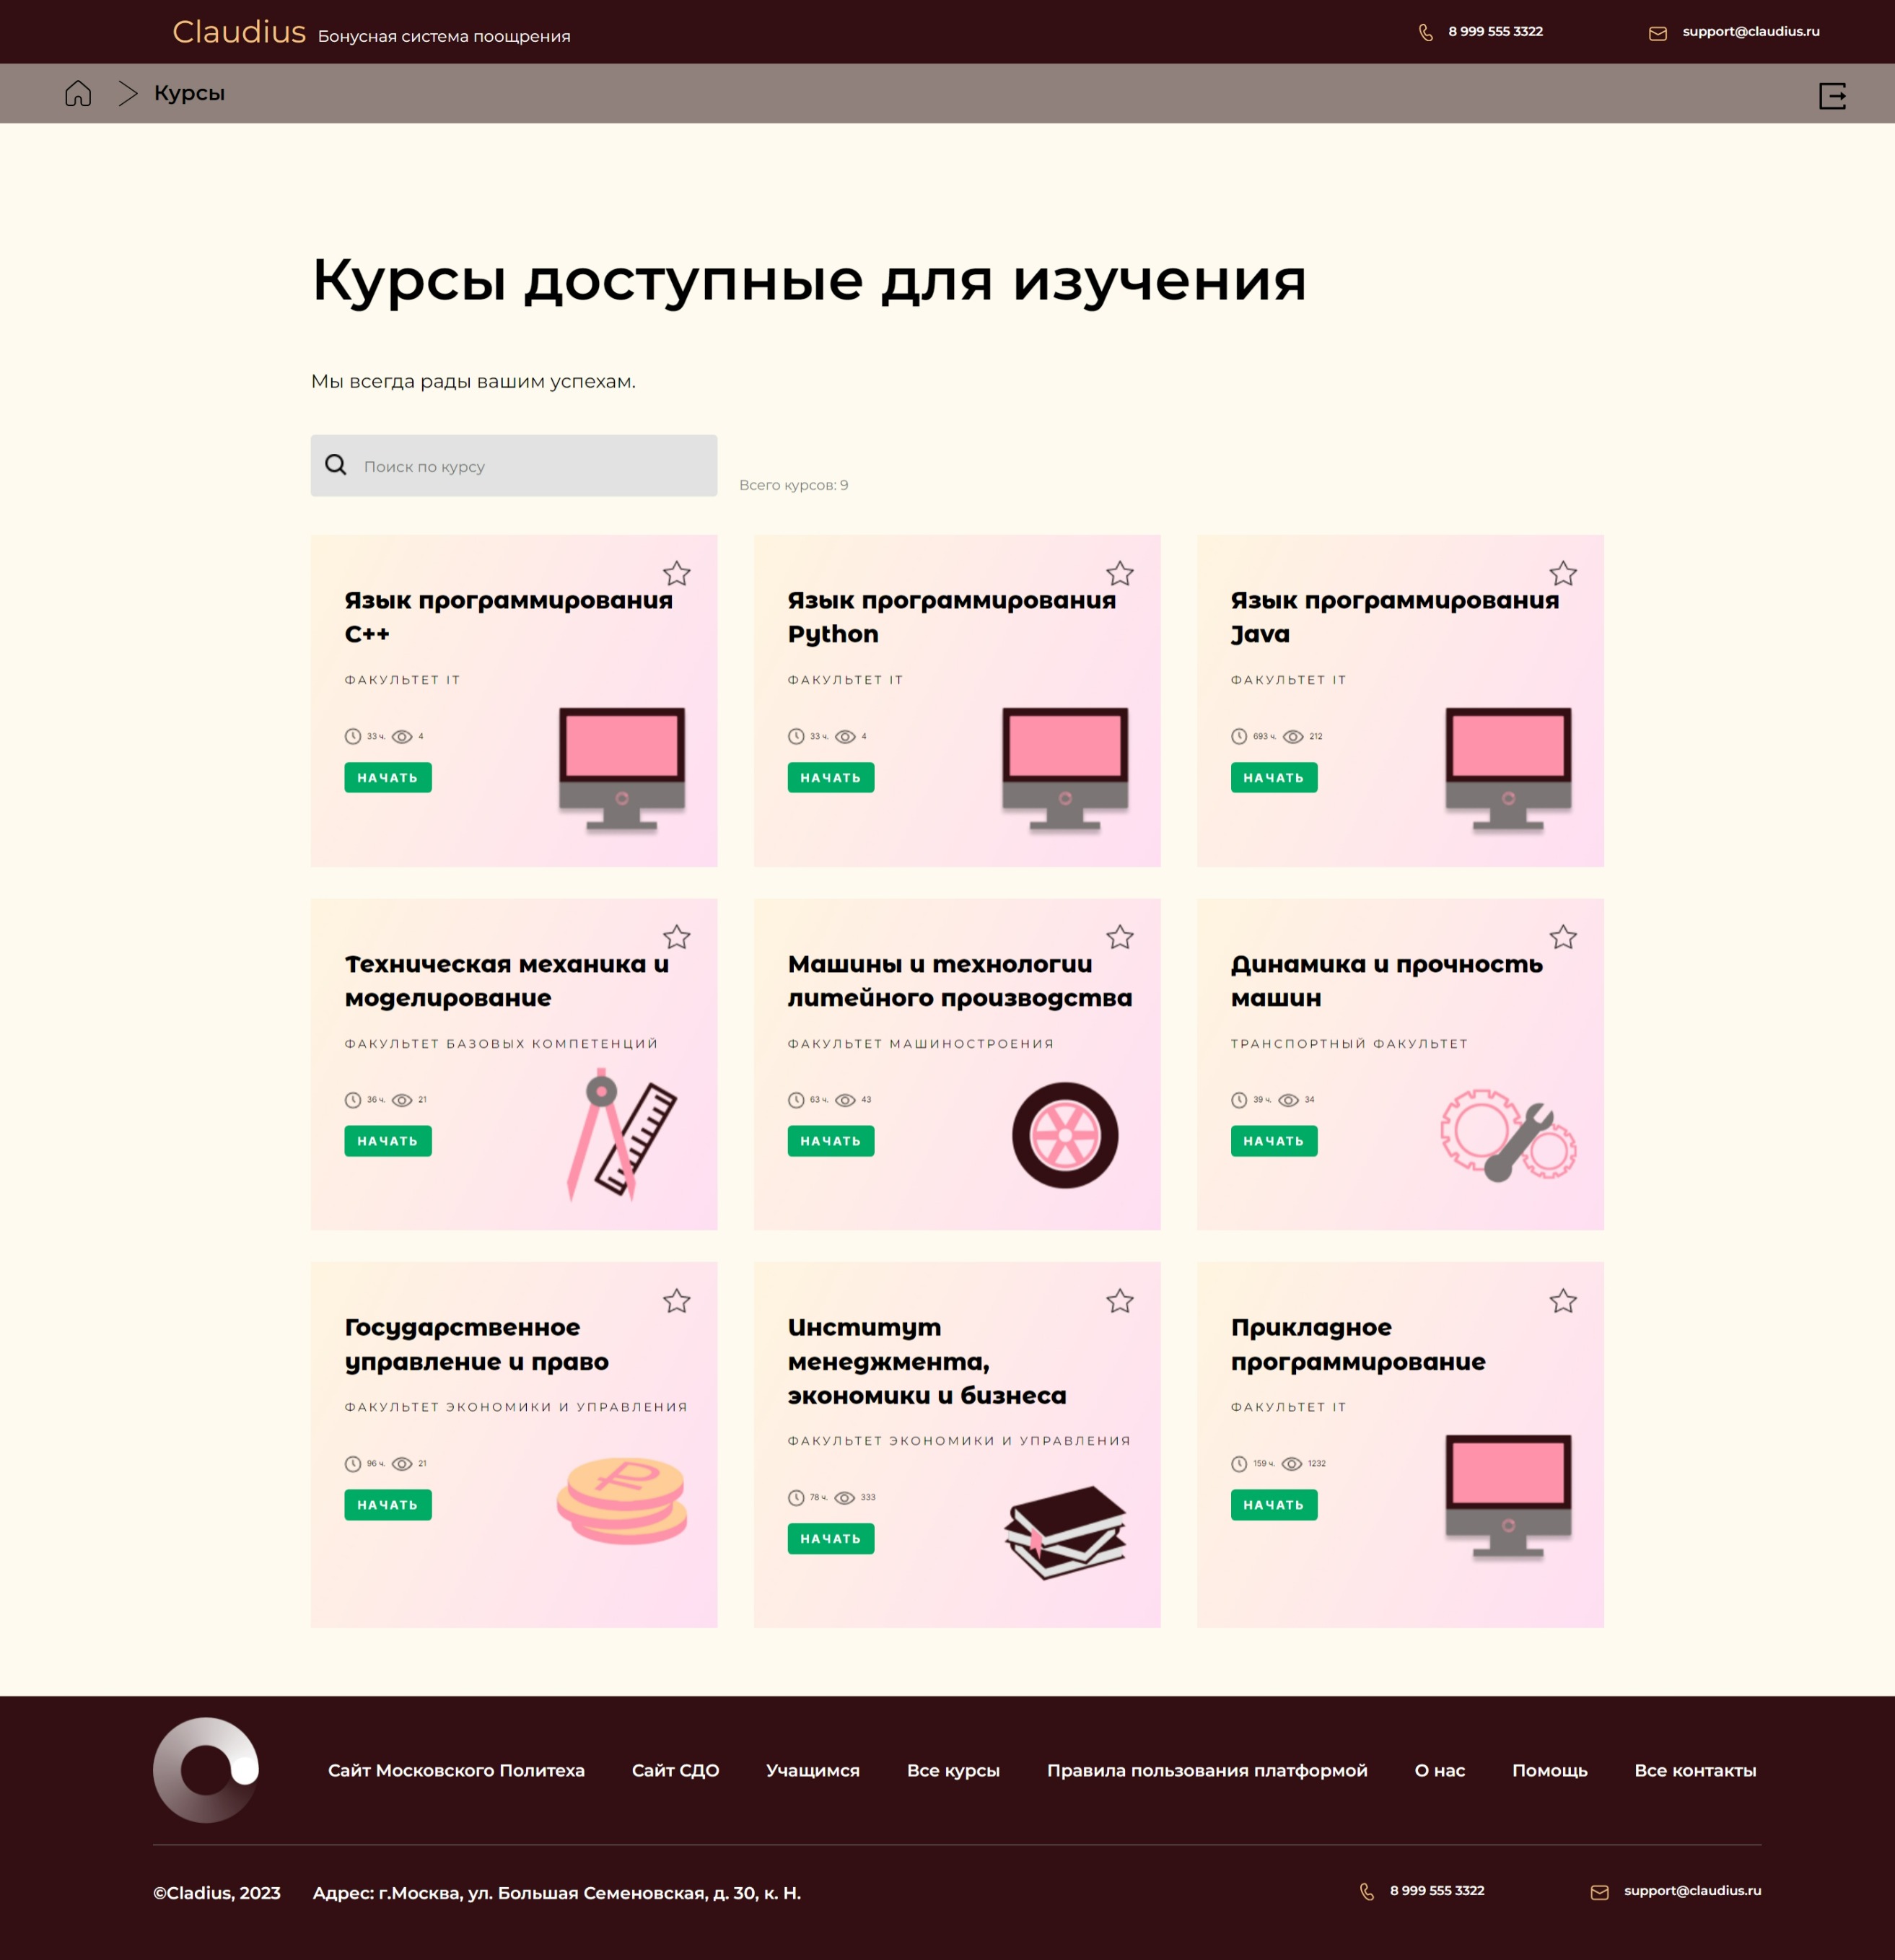 Claudius Бонусная система поощрения
8 999 555 3322
support@claudius.ru
Курсы
Курсы доступные для изучения
Мы всегда рады вашим успехам.
Поиск по курсу
Всего курсов: 9
Язык программирования
C++
ФАКУЛЬТЕТ IT
33 ч. 4
НАЧАТЬ
Язык программирования
Python
ФАКУЛЬТЕТ IT
33 ч. 4
НАЧАТЬ
Язык программирования
Java
ФАКУЛЬТЕТ IT
693 ч. 212
НАЧАТЬ
Техническая механика и
моделирование
ФАКУЛЬТЕТ БАЗОВЫХ КОМПЕТЕНЦИЙ
36 ч. 21
НАЧАТЬ
Машины и технологии
литейного производства
ФАКУЛЬТЕТ МАШИНОСТРОЕНИЯ
63 ч. 43
НАЧАТЬ
Динамика и прочность
машин
ТРАНСПОРТНЫЙ ФАКУЛЬТЕТ
39 ч. 34
НАЧАТЬ
Государственное
управление и право
ФАКУЛЬТЕТ ЭКОНОМИКИ И УПРАВЛЕНИЯ
96 ч. 21
НАЧАТЬ
Институт
менеджмента,
экономики и бизнеса
ФАКУЛЬТЕТ ЭКОНОМИКИ И УПРАВЛЕНИЯ
78 ч. 333
НАЧАТЬ
Прикладное
программирование
ФАКУЛЬТЕТ IT
159 ч. 1232
НАЧАТЬ
Сайт Московского Политеха
Сайт СДО
Учащимся
Все курсы
Правила пользования платформой
О нас
Помощь
Все контакты
©Cladius, 2023
Адрес: г.Москва, ул. Большая Семеновская, д. 30, к. Н.
8 999 555 3322
support@claudius.ru